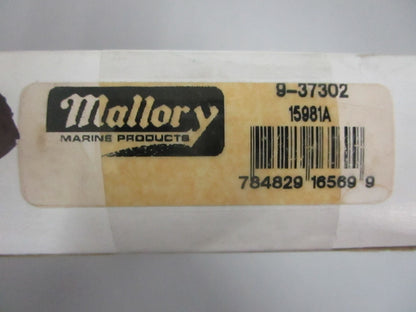 Mallory
MARINE PRODUCTS
9-37302
15981A
784829 16569 9